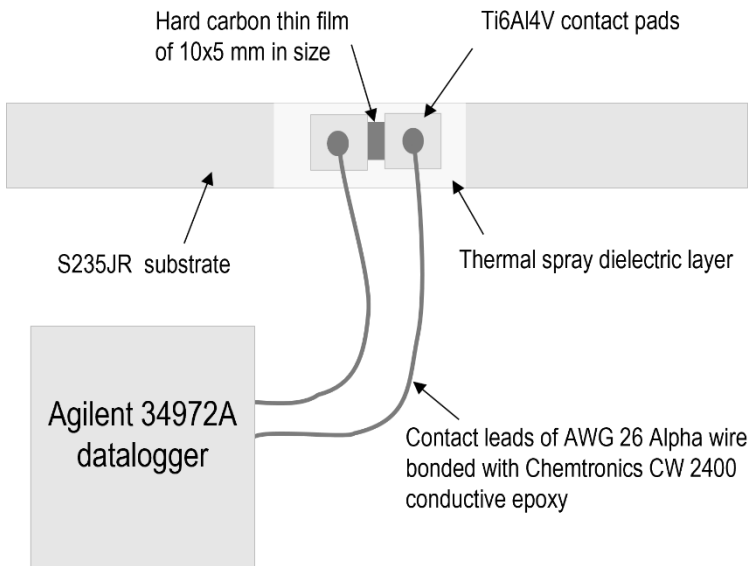 Hard carbon thin film
of 10x5 mm in size
Ti6Al4V contact pads
S235JR substrate
Thermal spray dielectric layer
Agilent 34972A
datalogger
Contact leads of AWG 26 Alpha wire
bonded with Chemtronics CW 2400
conductive epoxy